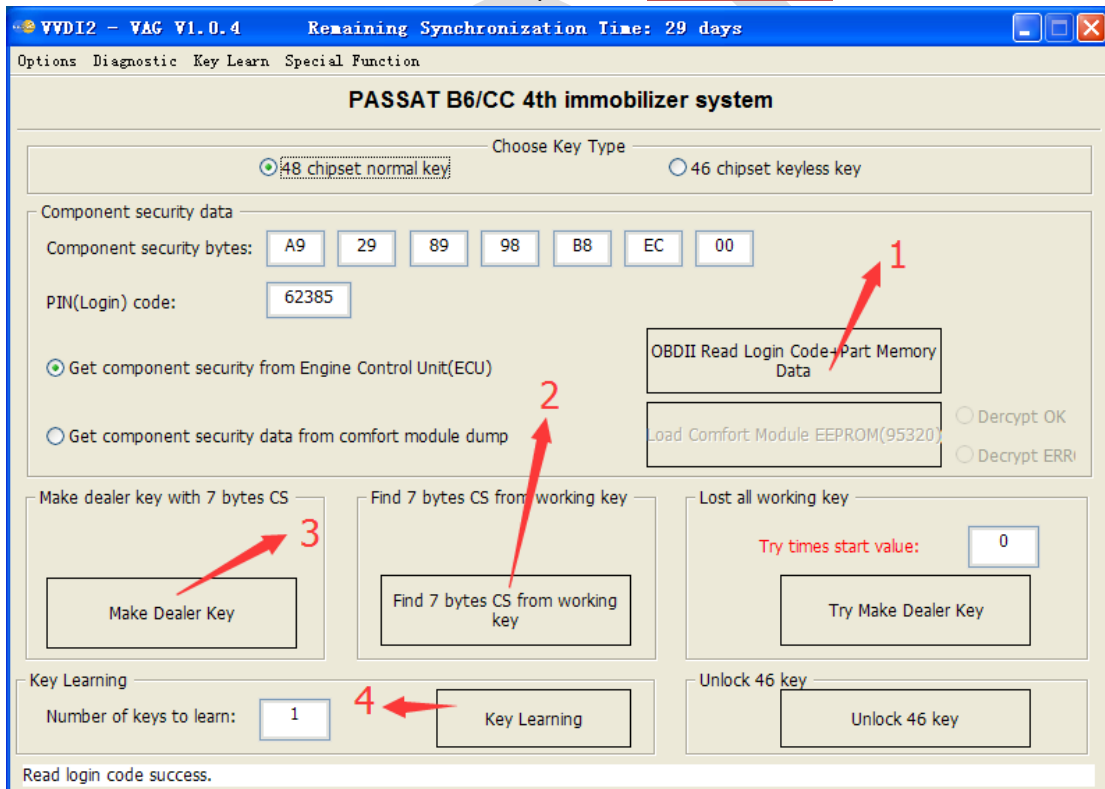 VVDI2 - VAG V1.0.4 Remaining Synchronization Time: 29 days
Options Diagnostic Key Learn Special Function
PASSAT B6/CC 4th immobilizer system
Choose Key Type
48 chipset normal key 46 chipset keyless key
Component security data
Component security bytes: A9 29 89 98 B8 EC 00
1
PIN(Login) code: 62385
OBDII Read Login Code+Part Memory
Data
Get component security from Engine Control Unit(ECU)
2
Get component security data from comfort module dump
Load Comfort Module EEPROM(95320)
Dercypt OK
Decrypt ERR
Make dealer key with 7 bytes CS Find 7 bytes CS from working key Lost all working key
3
Try times start value: 0
Make Dealer Key
Find 7 bytes CS from working
key
Try Make Dealer Key
Key Learning Unlock 46 key
Number of keys to learn: 1
4
Key Learning
Unlock 46 key
Read login code success.